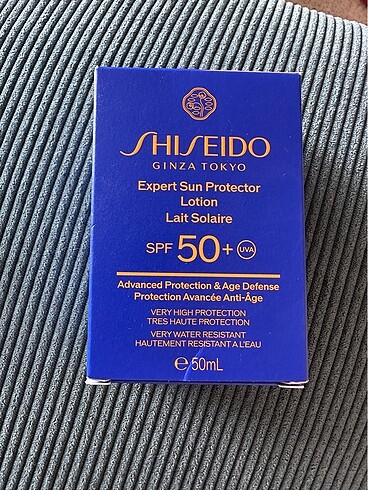 SHISEIDO
GINZA TOKYO
Expert Sun Protector
Lotion
Lait Solaire
SPF 50+ UVA
Advanced Protection & Age Defense
Protection Avancée Anti-Âge
VERY HIGH PROTECTION
TRES HAUTE PROTECTION
VERY WATER RESISTANT
HAUTEMENT RESISTANT A L'EAU
℮50mL